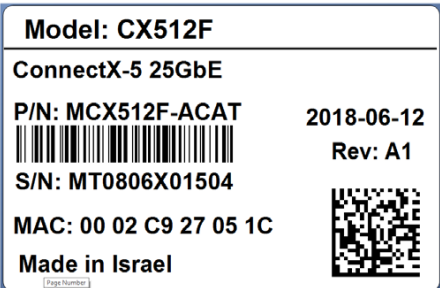 Model: CX512F
ConnectX-5 25GbE
P/N: MCX512F-ACAT
2018-06-12
Rev: A1
S/N: MT0806X01504
MAC: 00 02 C9 27 05 1C
Made in Israel
Page Number